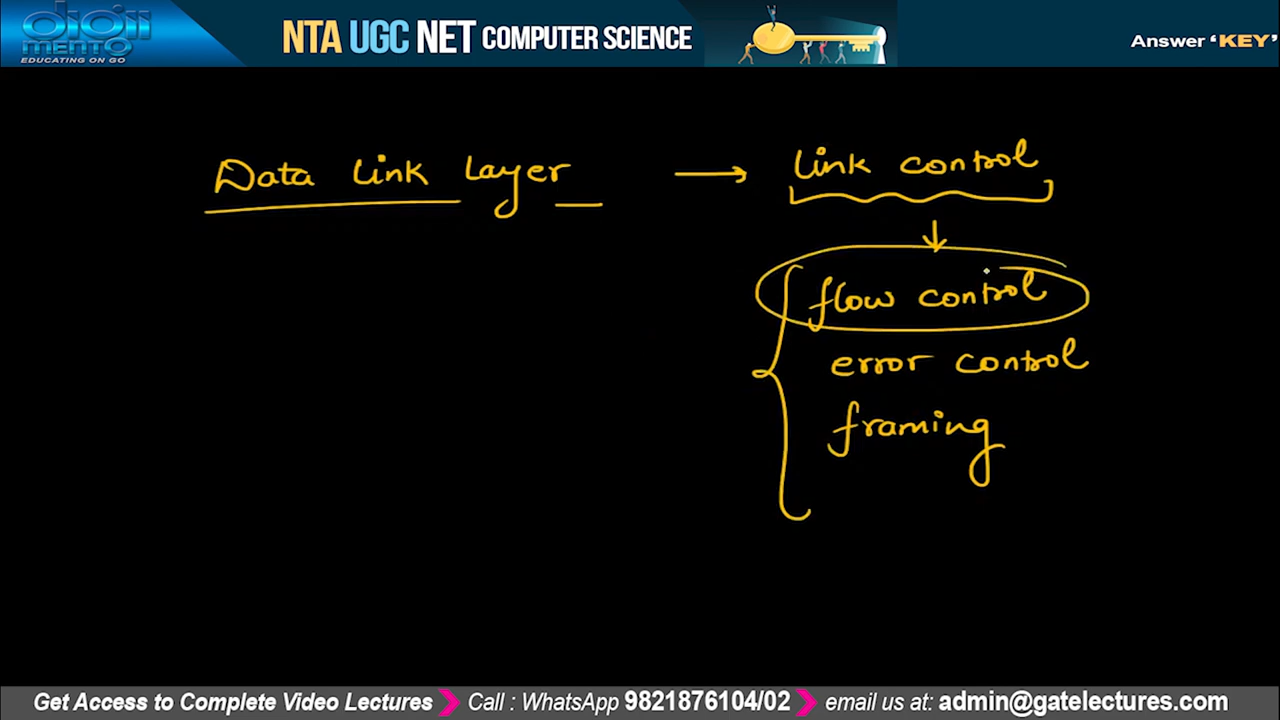 digii
MENTO
EDUCATING ON GO
NTA UGC NET COMPUTER SCIENCE
Answer ‘KEY’
Data Link Layer → Link control
↓
flow control
error control
framing
Get Access to Complete Video Lectures Call : WhatsApp 9821876104/02 email us at: admin@gatelectures.com